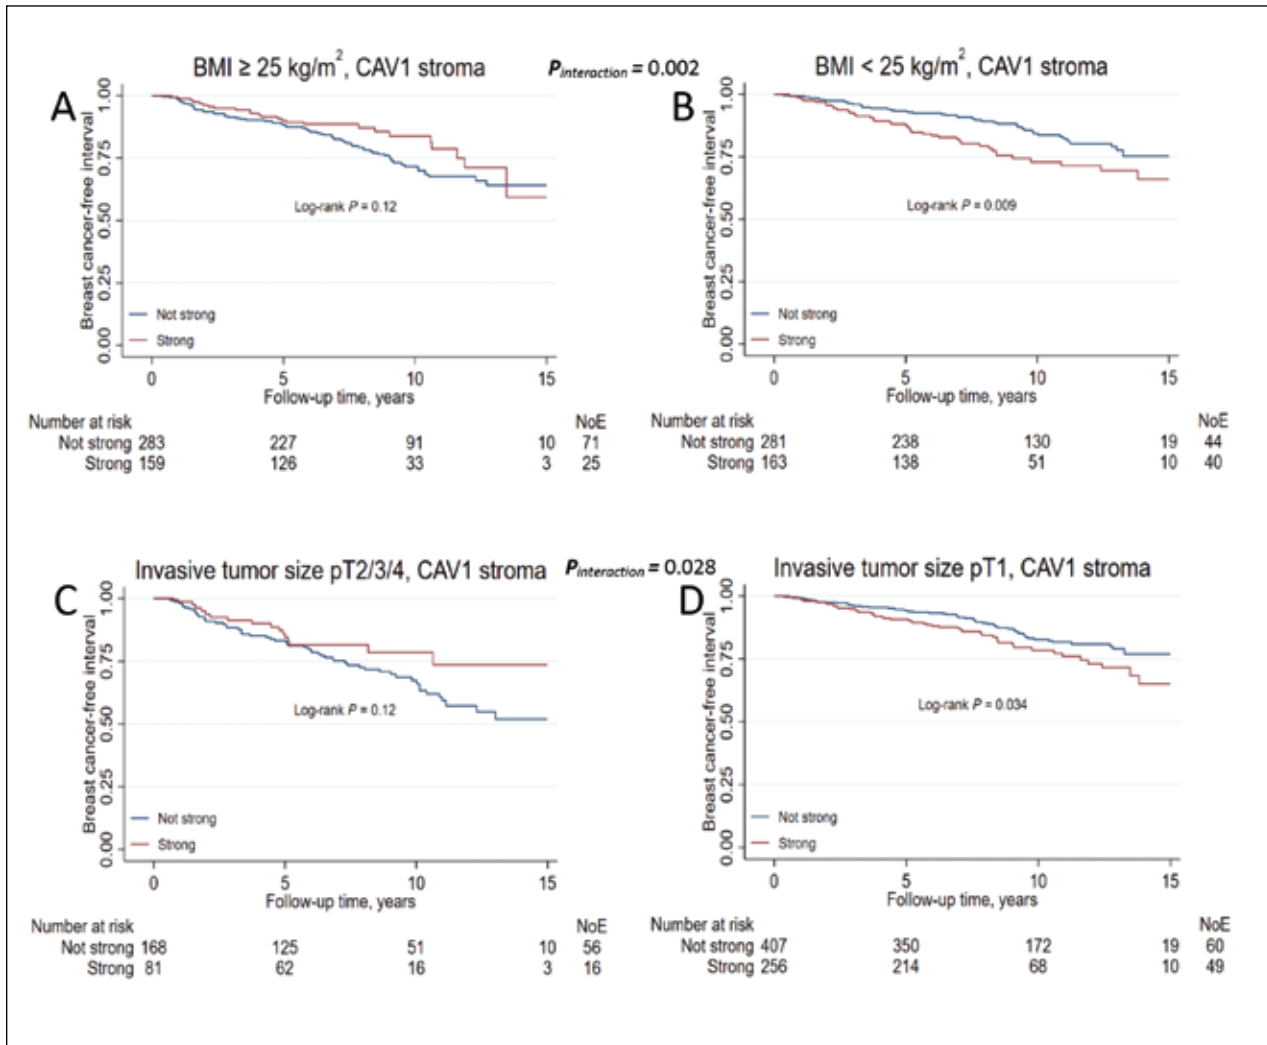 BMI ≥ 25 kg/m², CAV1 stroma
P interaction = 0.002
BMI < 25 kg/m², CAV1 stroma
A
Breast cancer-free interval
1.00
0.75
0.50
0.25
0.00
Log-rank P = 0.12
Not strong
Strong
0 5 10 15
Follow-up time, years
Number at risk NoE
Not strong 283 227 91 10 71
Strong 159 126 33 3 25
B
Breast cancer-free interval
1.00
0.75
0.50
0.25
0.00
Log-rank P = 0.009
Not strong
Strong
0 5 10 15
Follow-up time, years
Number at risk NoE
Not strong 281 238 130 19 44
Strong 163 138 51 10 40
Invasive tumor size pT2/3/4, CAV1 stroma
P interaction = 0.028
Invasive tumor size pT1, CAV1 stroma
C
Breast cancer-free interval
1.00
0.75
0.50
0.25
0.00
Log-rank P = 0.12
Not strong
Strong
0 5 10 15
Follow-up time, years
Number at risk NoE
Not strong 168 125 51 10 56
Strong 81 62 16 3 16
D
Breast cancer-free interval
1.00
0.75
0.50
0.25
0.00
Log-rank P = 0.034
Not strong
Strong
0 5 10 15
Follow-up time, years
Number at risk NoE
Not strong 407 350 172 19 60
Strong 256 214 68 10 49